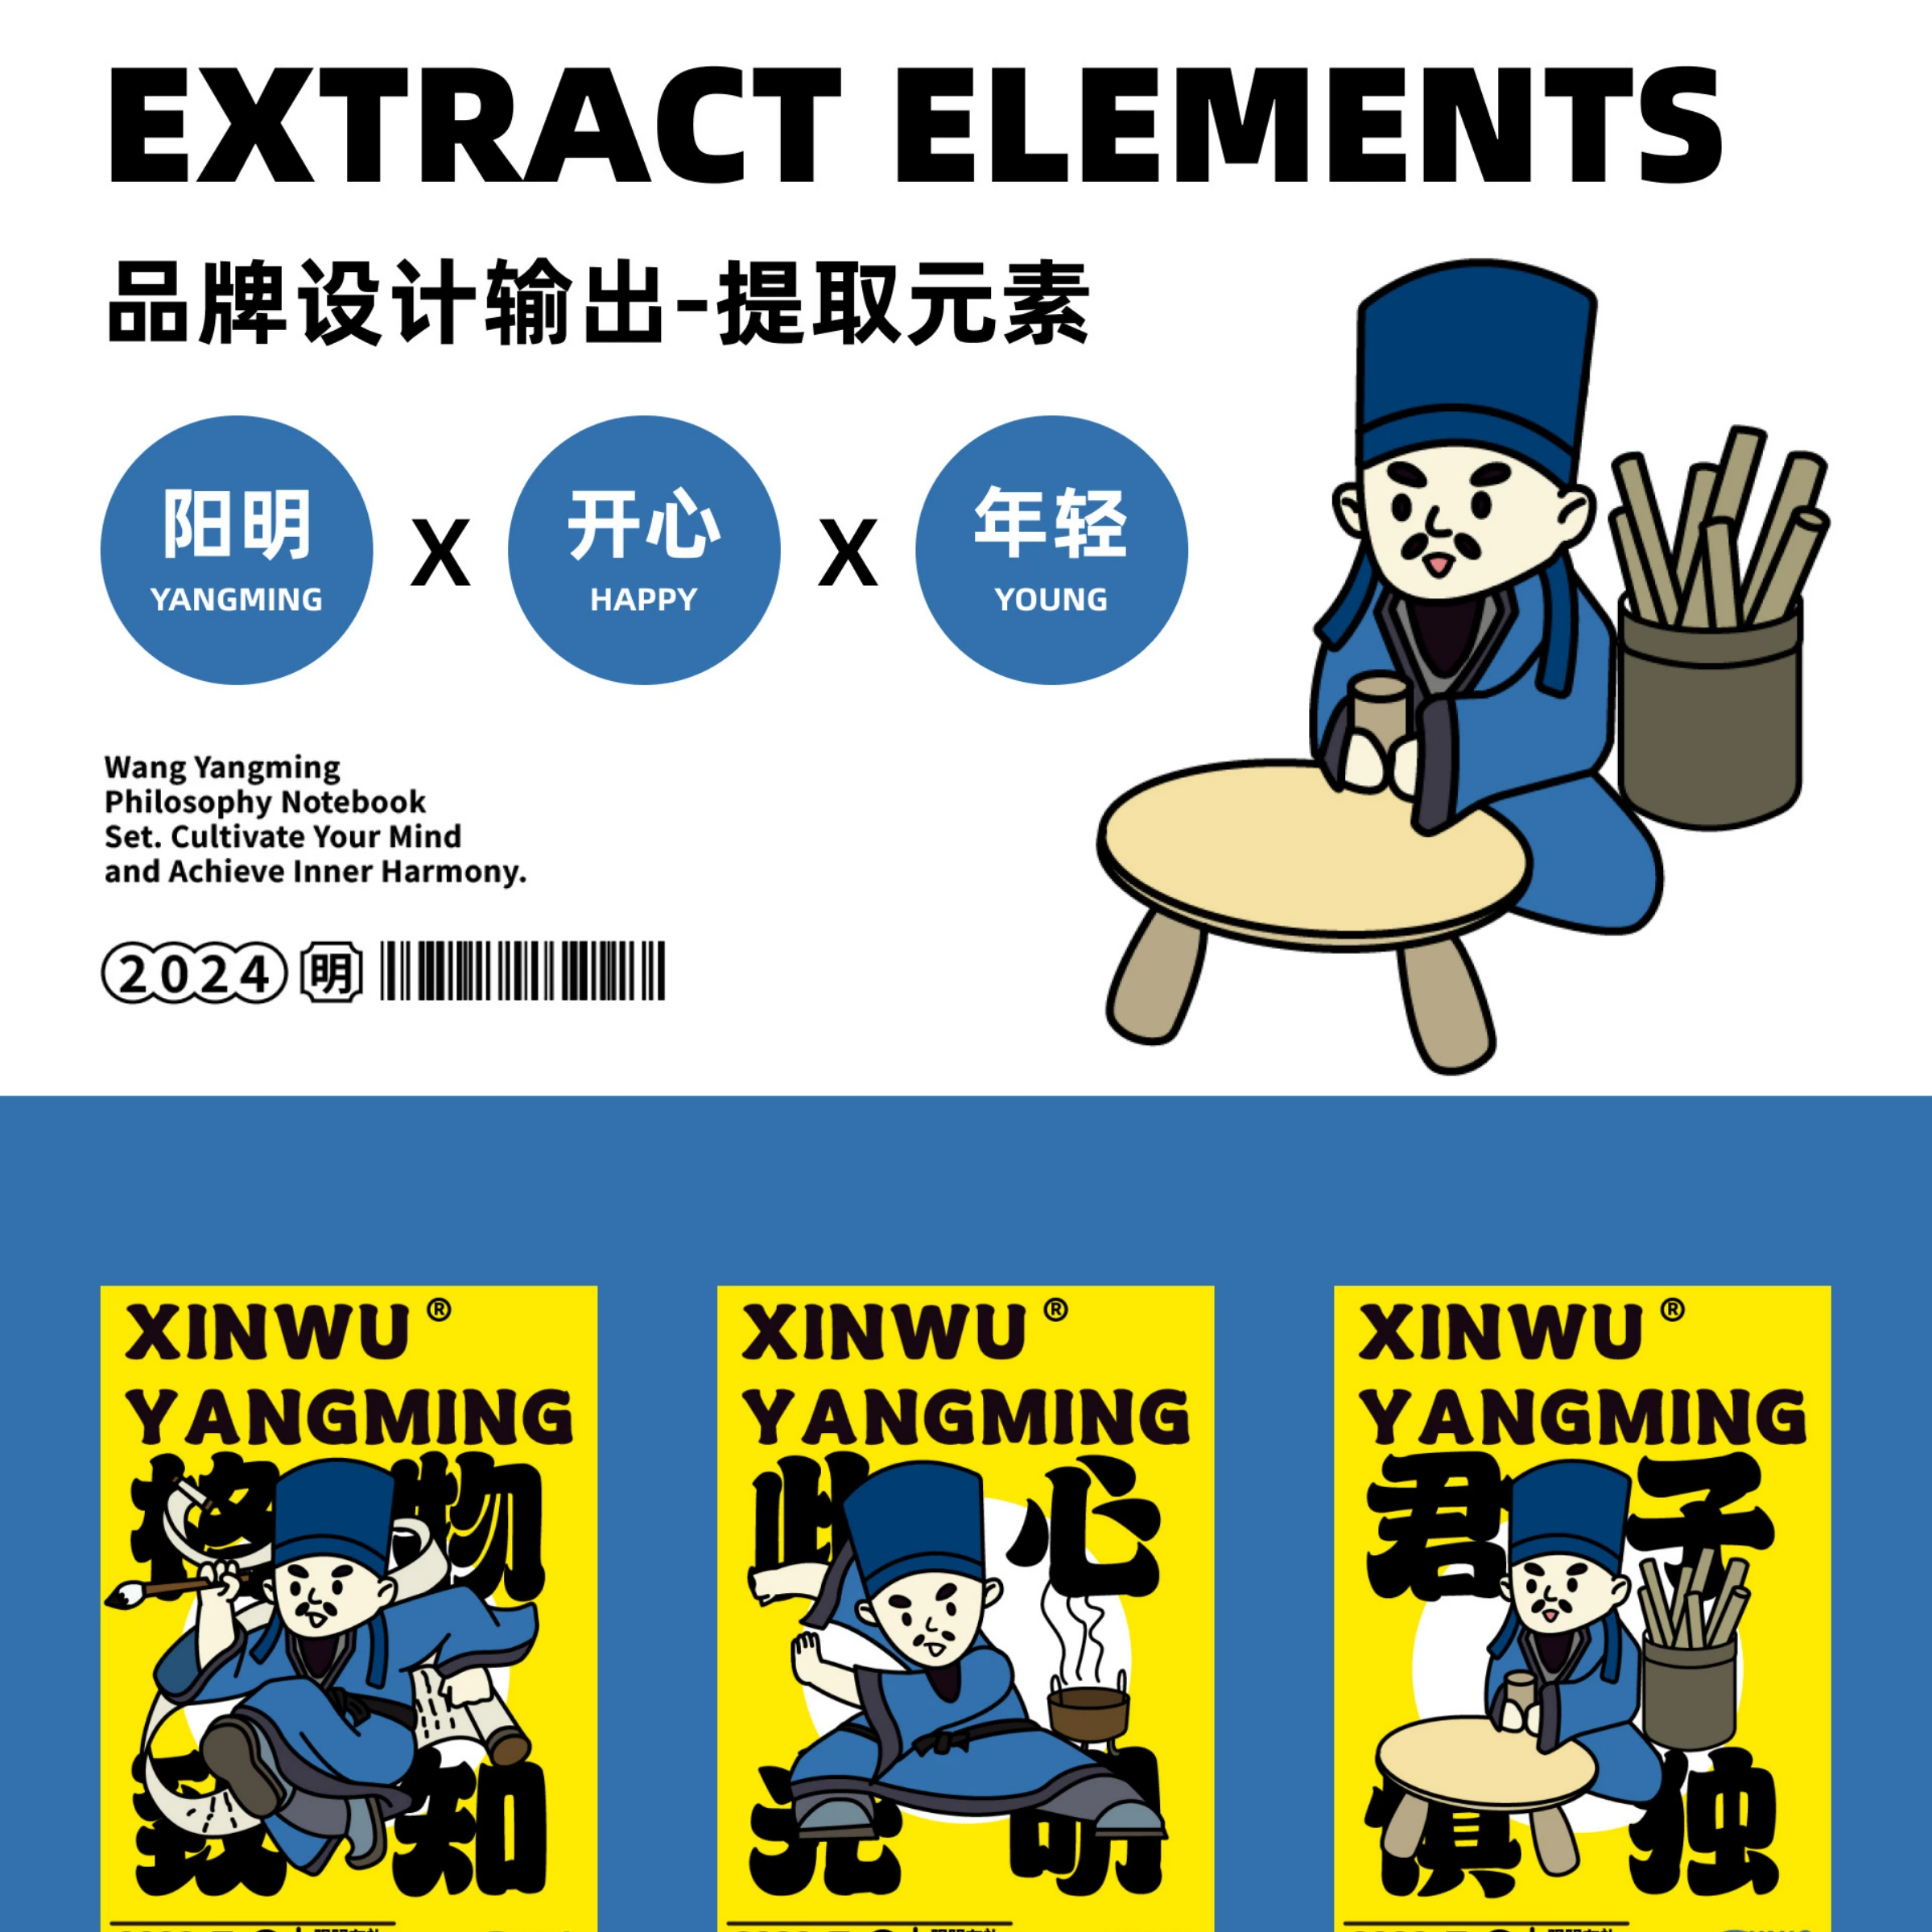 EXTRACT ELEMENTS
品牌设计输出-提取元素
阳明 X 开心 X 年轻
YANGMING HAPPY YOUNG
Wang Yangming
Philosophy Notebook
Set. Cultivate Your Mind
and Achieve Inner Harmony.
2024 明
XINWU®
YANGMING
格物
致知
XINWU®
YANGMING
此心
光明
XINWU®
YANGMING
君子
慎独